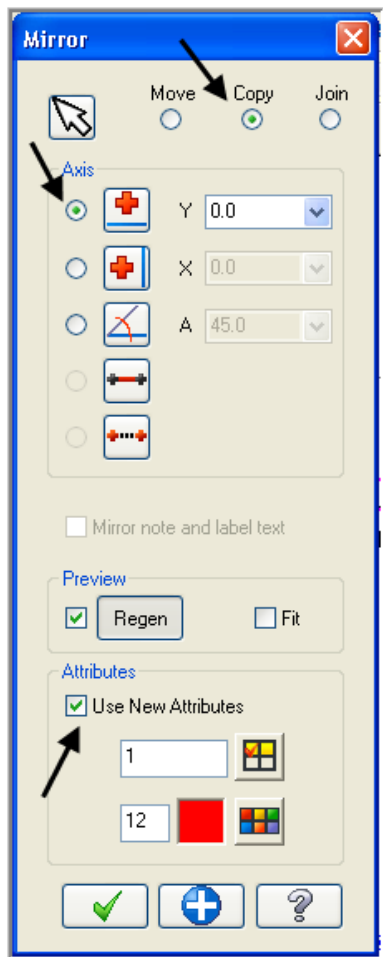 Mirror
Move Copy Join
Axis
Y 0.0
X 0.0
A 45.0
Mirror note and label text
Preview
Regen Fit
Attributes
Use New Attributes
1
12
?